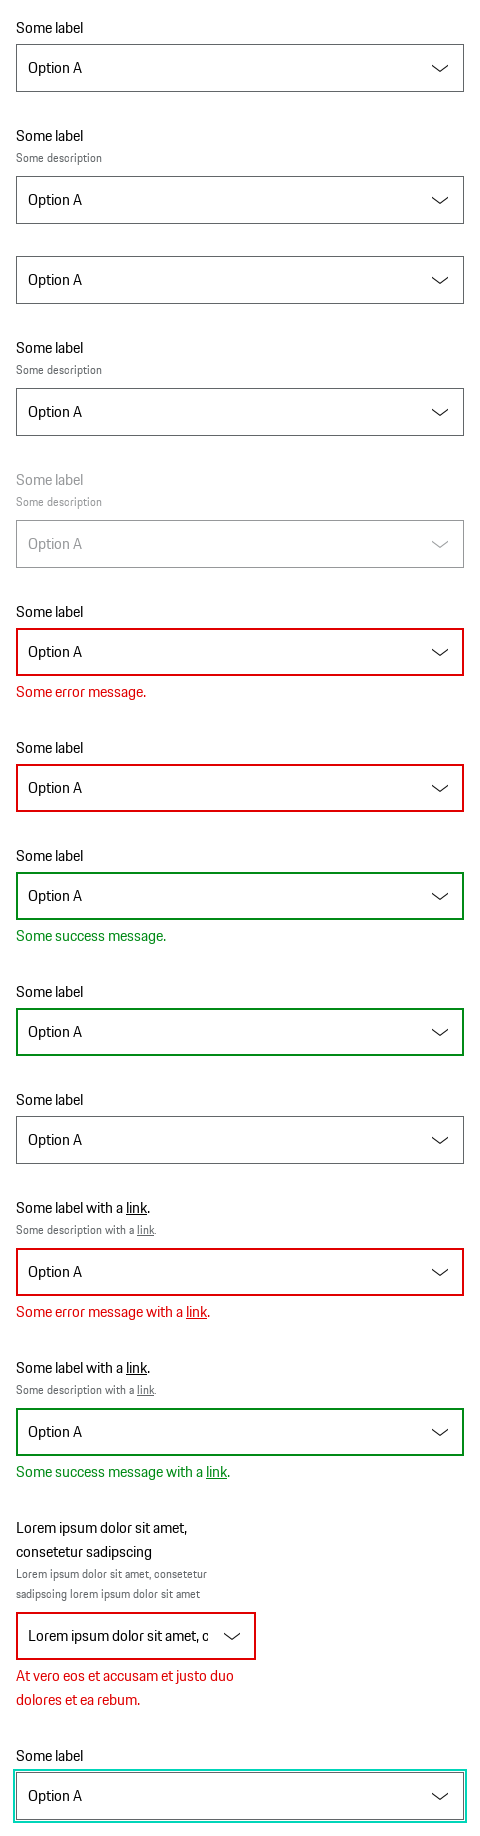 Some label
Option A
Some label
Some description
Option A
Option A
Some label
Some description
Option A
Some label
Some description
Option A
Some label
Option A
Some error message.
Some label
Option A
Some label
Option A
Some success message.
Some label
Option A
Some label
Option A
Some label with a link.
Some description with a link.
Option A
Some error message with a link.
Some label with a link.
Some description with a link.
Option A
Some success message with a link.
Lorem ipsum dolor sit amet,
consetetur sadipscing
Lorem ipsum dolor sit amet, consetetur
sadipscing lorem ipsum dolor sit amet
Lorem ipsum dolor sit amet, c
At vero eos et accusam et justo duo
dolores et ea rebum.
Some label
Option A